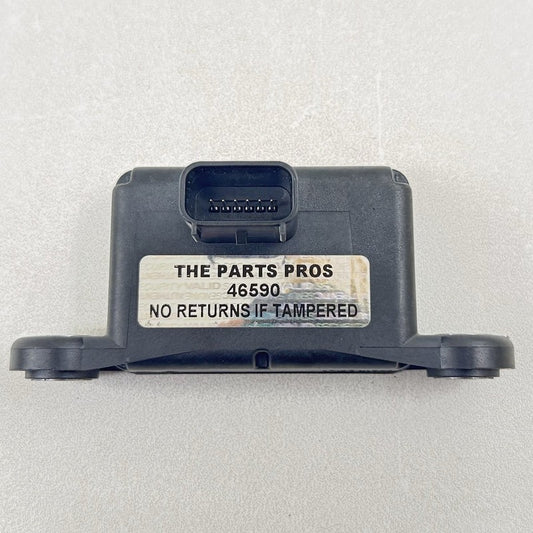 THE PARTS PROS
46590
NO RETURNS IF TAMPERED